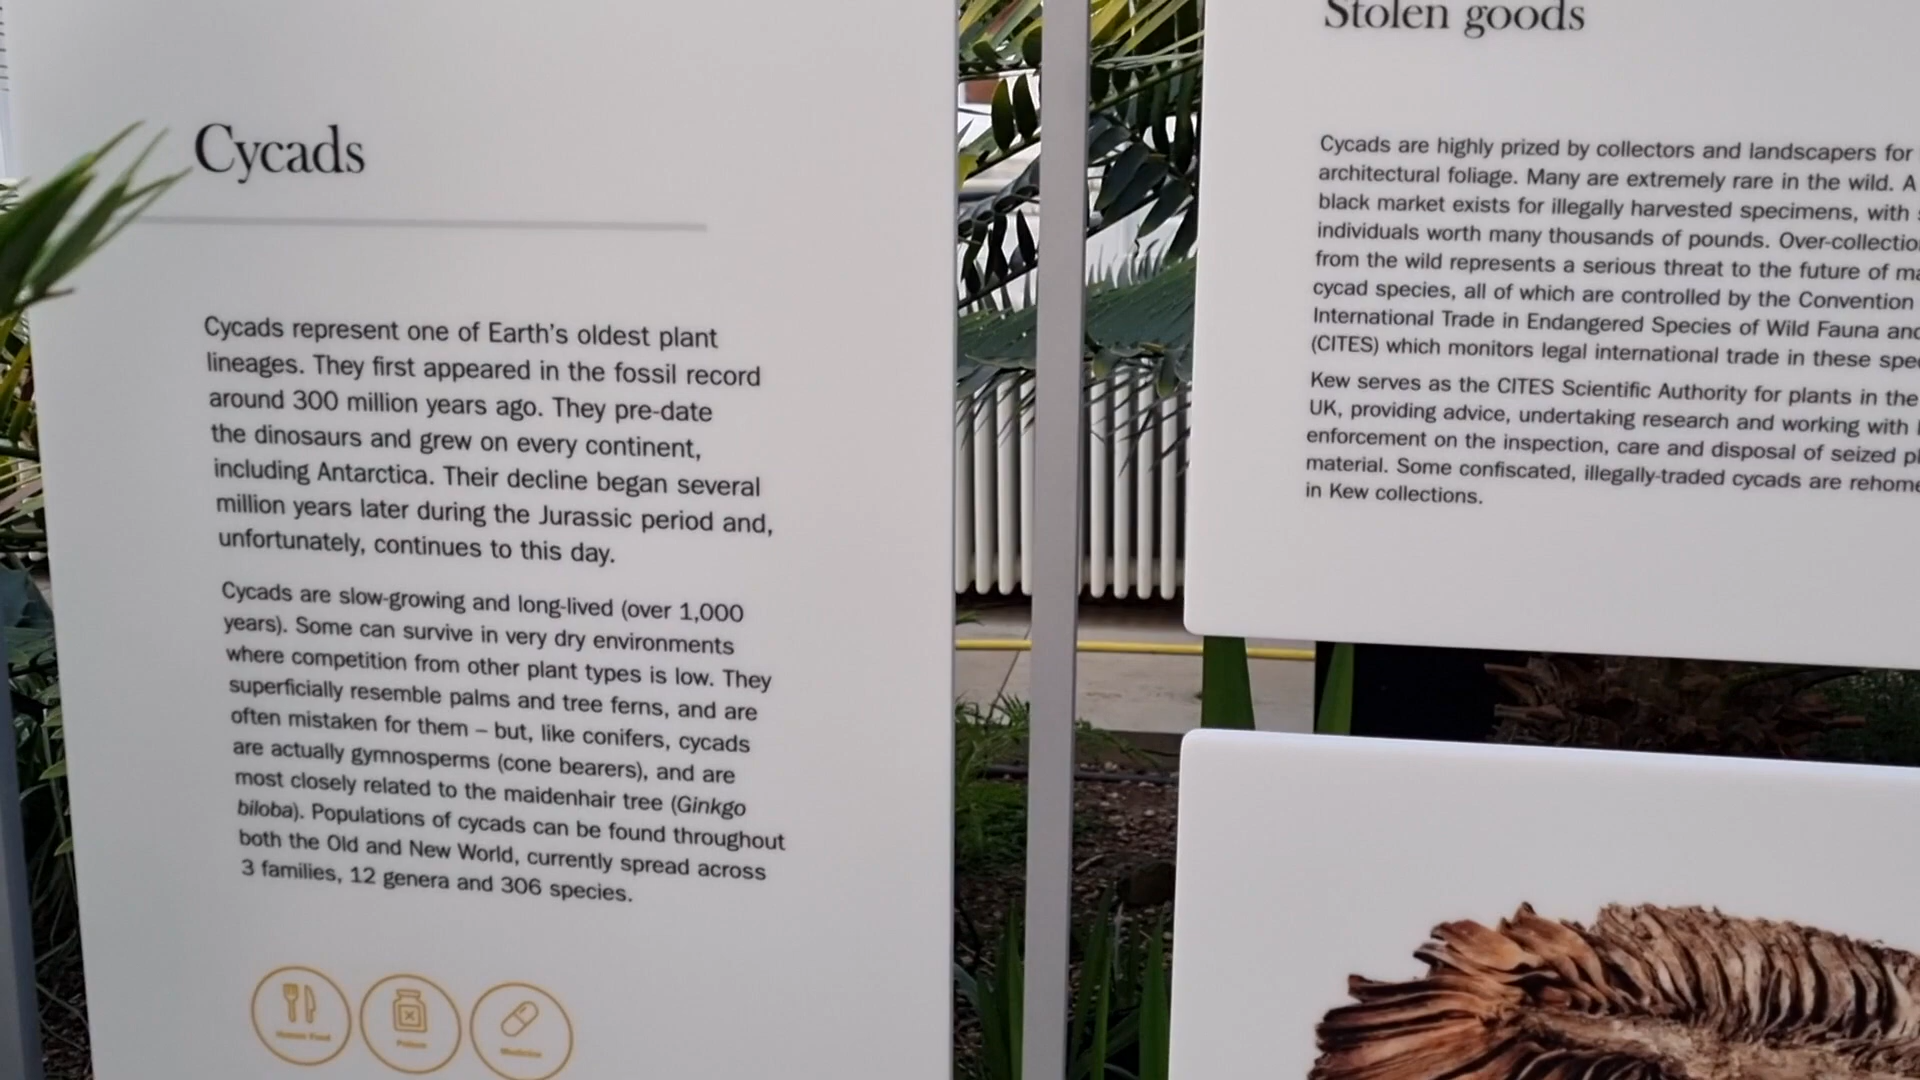 Cycads
Cycads represent one of Earth's oldest plant
lineages. They first appeared in the fossil record
around 300 million years ago. They pre-date
the dinosaurs and grew on every continent,
including Antarctica. Their decline began several
million years later during the Jurassic period and,
unfortunately, continues to this day.
Cycads are slow-growing and long-lived (over 1,000
years). Some can survive in very dry environments
where competition from other plant types is low. They
superficially resemble palms and tree ferns, and are
often mistaken for them – but, like conifers, cycads
are actually gymnosperms (cone bearers), and are
most closely related to the maidenhair tree (Ginkgo
biloba). Populations of cycads can be found throughout
both the Old and New World, currently spread across
3 families, 12 genera and 306 species.
Human Food
Poison
Medicine
Stolen goods
Cycads are highly prized by collectors and landscapers for
architectural foliage. Many are extremely rare in the wild. A
black market exists for illegally harvested specimens, with
individuals worth many thousands of pounds. Over-collectio
from the wild represents a serious threat to the future of ma
cycad species, all of which are controlled by the Convention
International Trade in Endangered Species of Wild Fauna and
(CITES) which monitors legal international trade in these spe
Kew serves as the CITES Scientific Authority for plants in the
UK, providing advice, undertaking research and working with
enforcement on the inspection, care and disposal of seized pl
material. Some confiscated, illegally-traded cycads are rehome
in Kew collections.